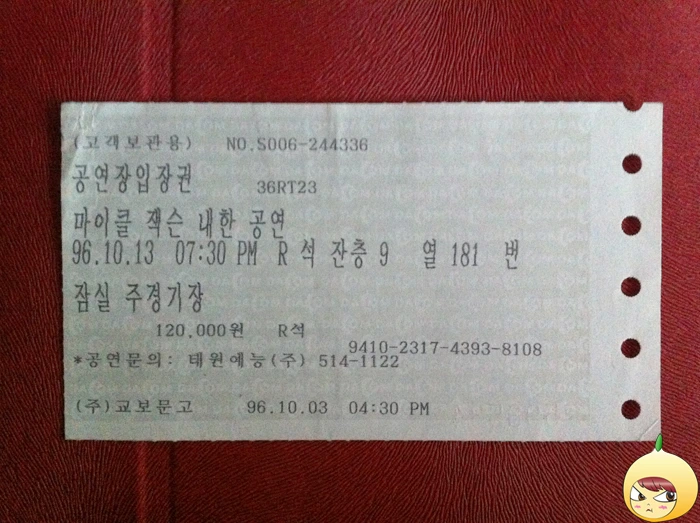 (고객보관용) NO.S006-244336
공연장입장권 36RT23
마이클 잭슨 내한 공연
96.10.13 07:30 PM R 석 잔층 9 열 181 번
잠실 주경기장
120,000원 R석
9410-2317-4393-8108
*공연문의: 태원예능(주) 514-1122
(주)교보문고 96.10.03 04:30 PM